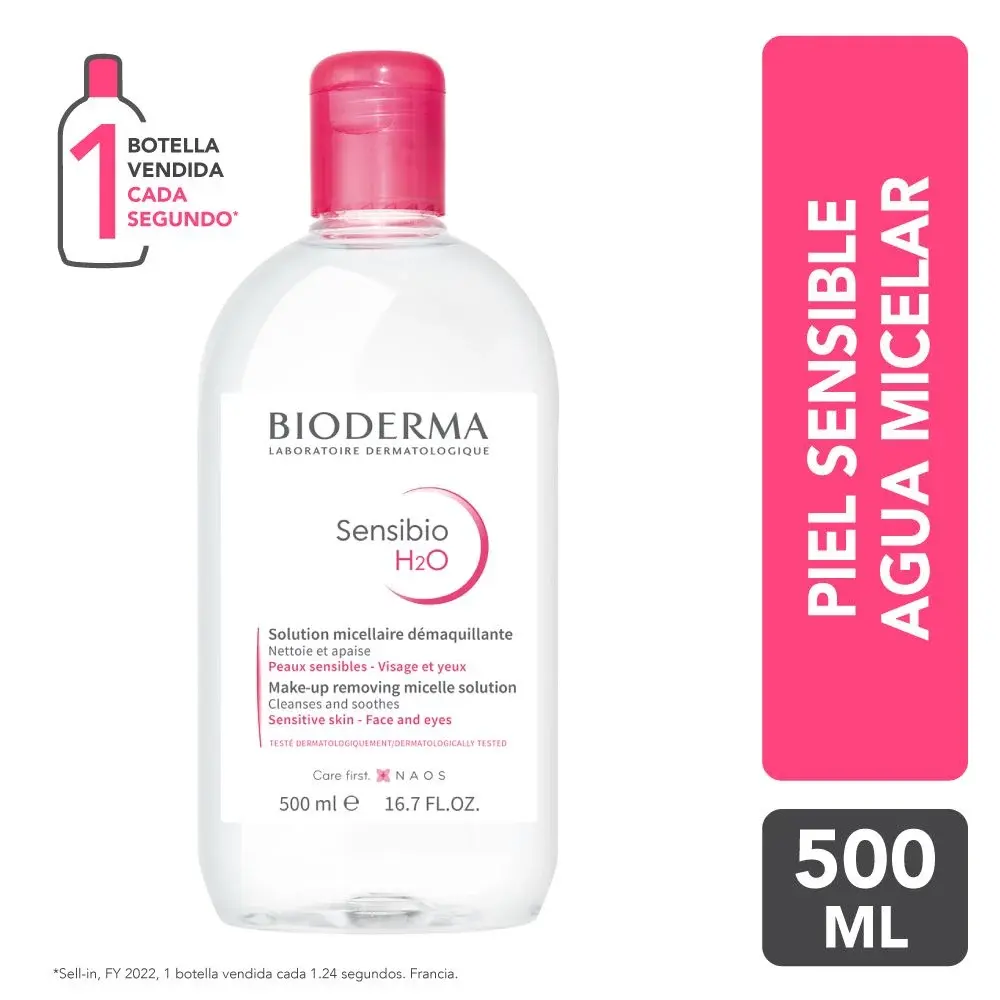 1
BOTELLA
VENDIDA
CADA
SEGUNDO*
BIODERMA
LABORATOIRE DERMATOLOGIQUE
Sensibio
H2O
Solution micellaire démaquillante
Nettoie et apaise
Peaux sensibles - Visage et yeux
Make-up removing micelle solution
Cleanses and soothes
Sensitive skin - Face and eyes
TESTÉ DERMATOLOGIQUEMENT/DERMATOLOGICALLY TESTED
Care first. NAOS
500 ml ℮ 16.7 FL.OZ.
PIEL SENSIBLE
AGUA MICELAR
500
ML
*Sell-in, FY 2022, 1 botella vendida cada 1.24 segundos. Francia.